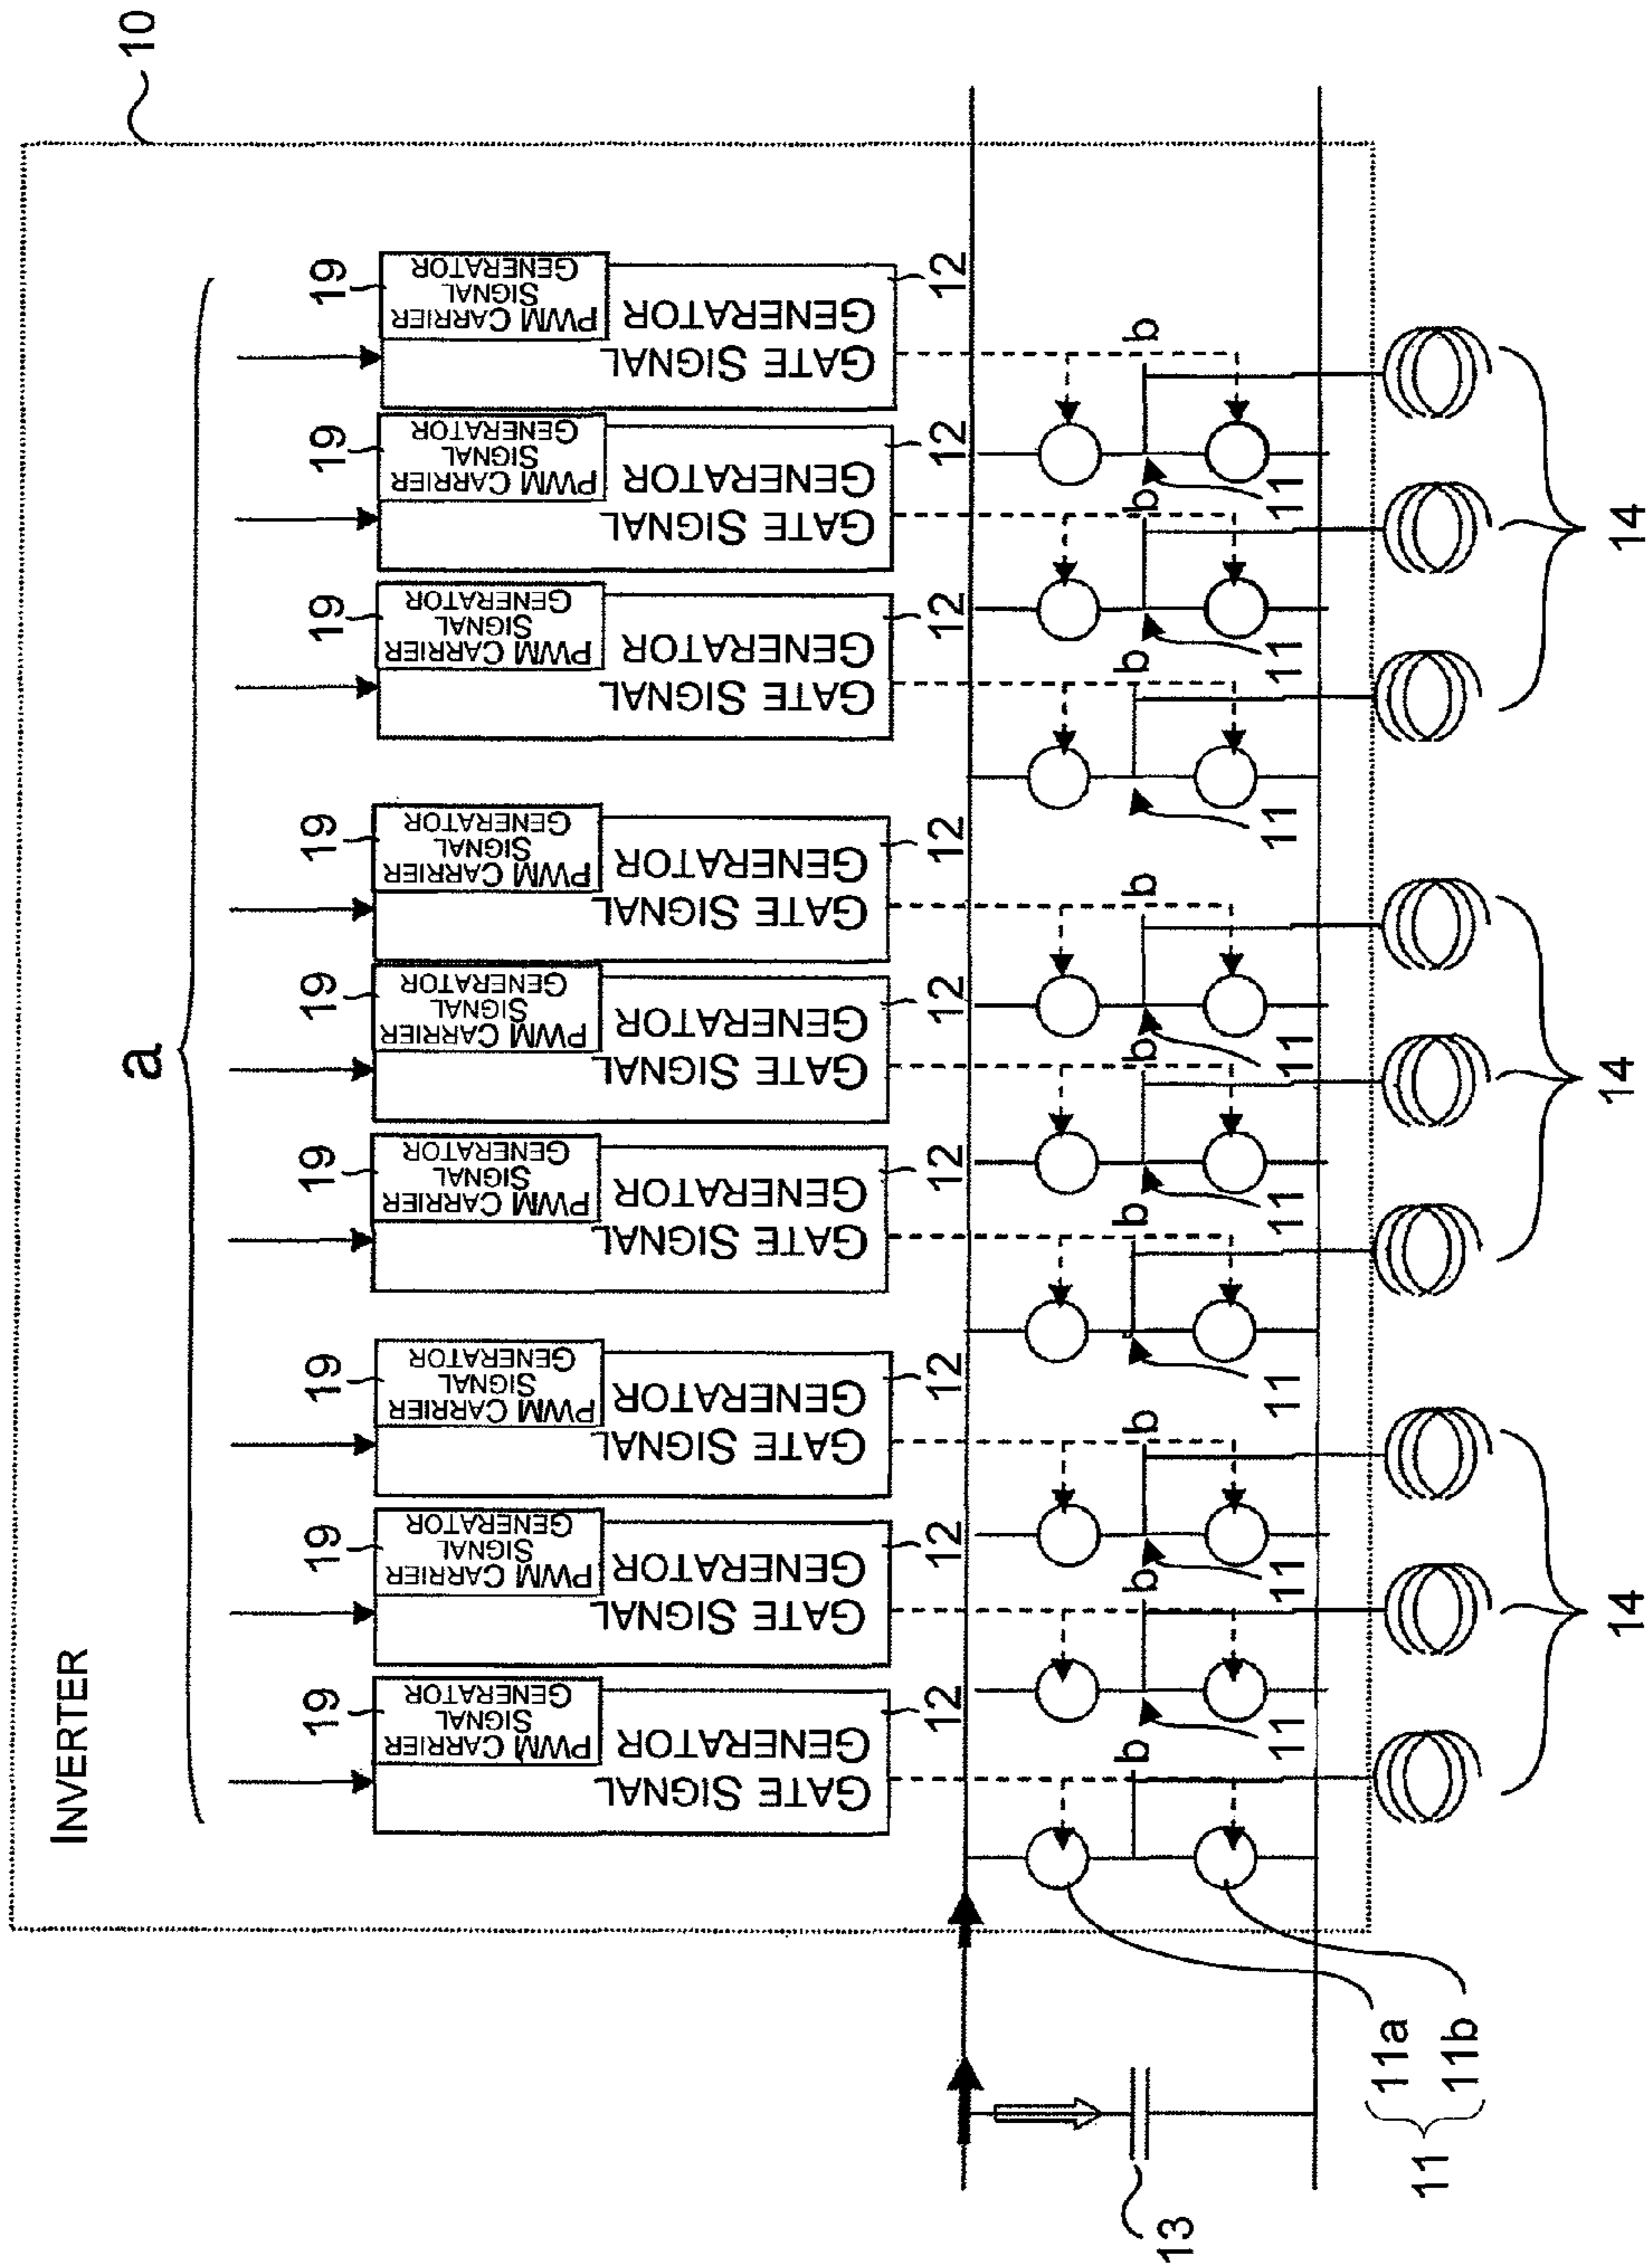 10
INVERTER
a
19
19
19
19
19
19
19
19
19
GATE SIGNAL
GENERATOR
PWM CARRIER
SIGNAL
GENERATOR
GATE SIGNAL
GENERATOR
PWM CARRIER
SIGNAL
GENERATOR
GATE SIGNAL
GENERATOR
PWM CARRIER
SIGNAL
GENERATOR
GATE SIGNAL
GENERATOR
PWM CARRIER
SIGNAL
GENERATOR
GATE SIGNAL
GENERATOR
PWM CARRIER
SIGNAL
GENERATOR
GATE SIGNAL
GENERATOR
PWM CARRIER
SIGNAL
GENERATOR
GATE SIGNAL
GENERATOR
PWM CARRIER
SIGNAL
GENERATOR
GATE SIGNAL
GENERATOR
PWM CARRIER
SIGNAL
GENERATOR
GATE SIGNAL
GENERATOR
PWM CARRIER
SIGNAL
GENERATOR
12
12
12
12
12
12
12
12
12
b
b
b
b
b
b
b
b
b
13
11
11
11
11
11
11
11
11
11a
11b
11
14
14
14